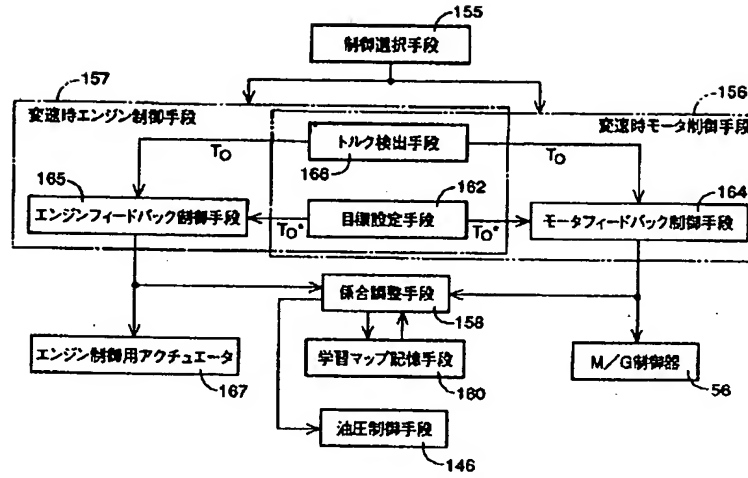 155
制御選択手段
157
156
変速時エンジン制御手段
変速時モータ制御手段
トルク検出手段
168
TO
TO
165
162
164
エンジンフィードバック制御手段
目標設定手段
モータフィードバック制御手段
TO*
TO*
係合調整手段
158
エンジン制御用アクチュエータ
167
学習マップ記憶手段
160
M/G制御器
56
油圧制御手段
146